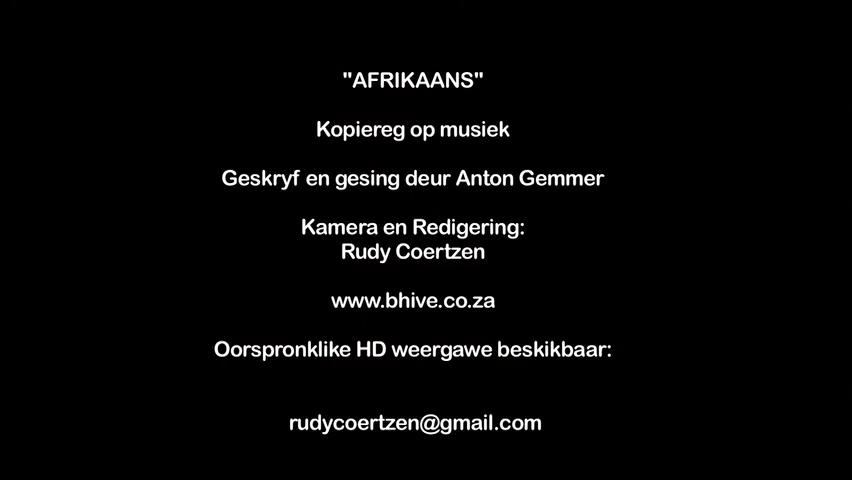 "AFRIKAANS"
Kopiereg op musiek
Geskryf en gesing deur Anton Gemmer
Kamera en Redigering:
Rudy Coertzen
www.bhive.co.za
Oorspronklike HD weergawe beskikbaar:
rudycoertzen@gmail.com